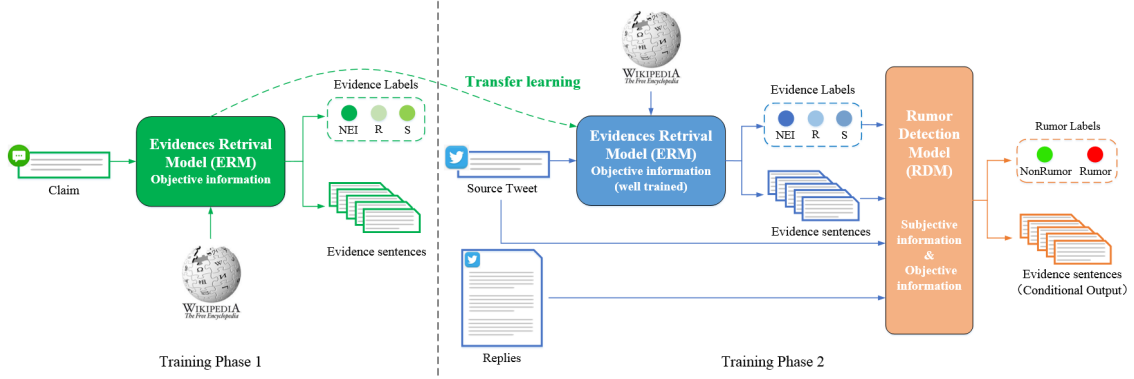 Evidence Labels
NEI R S
Evidences Retrival
Model (ERM)
Objective information
Claim
Evidence sentences
WIKIPEDIA
The Free Encyclopedia
Training Phase 1
Transfer learning
WIKIPEDIA
The Free Encyclopedia
Evidence Labels
NEI R S
Evidences Retrival
Model (ERM)
Objective information
(well trained)
Source Tweet
Evidence sentences
Replies
Rumor
Detection
Model
(RDM)
Subjective
information
&
Objective
information
Rumor Labels
NonRumor Rumor
Evidence sentences
(Conditional Output)
Training Phase 2